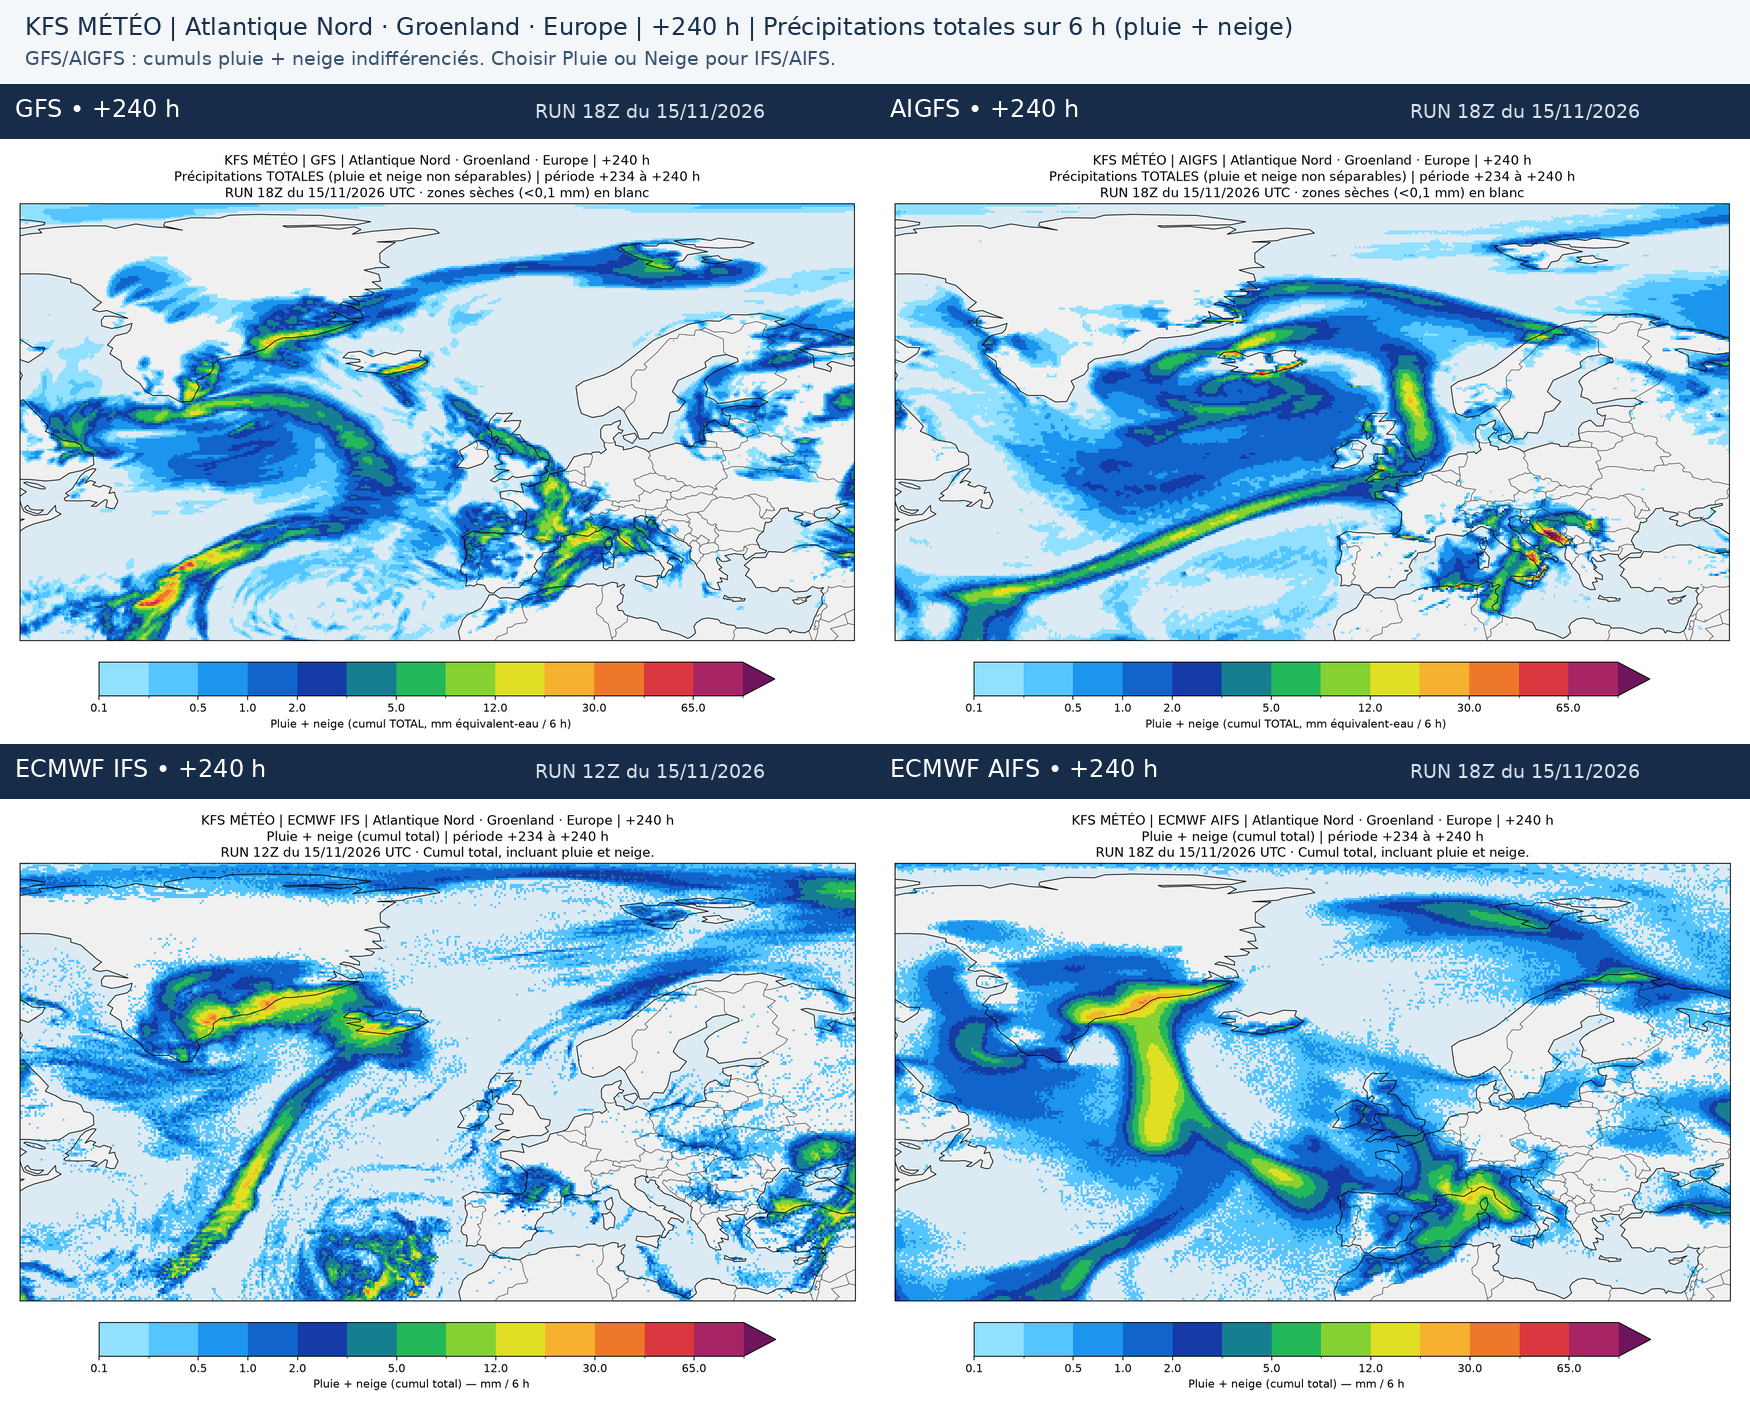 KFS MÉTÉO | Atlantique Nord · Groenland · Europe | +240 h | Précipitations totales sur 6 h (pluie + neige)
GFS/AIGFS : cumuls pluie + neige indifférenciés. Choisir Pluie ou Neige pour IFS/AIFS.
GFS • +240 h
RUN 18Z du 15/11/2026
AIGFS • +240 h
RUN 18Z du 15/11/2026
KFS MÉTÉO | GFS | Atlantique Nord · Groenland · Europe | +240 h
Précipitations TOTALES (pluie et neige non séparables) | période +234 à +240 h
RUN 18Z du 15/11/2026 UTC · zones sèches (<0,1 mm) en blanc
KFS MÉTÉO | AIGFS | Atlantique Nord · Groenland · Europe | +240 h
Précipitations TOTALES (pluie et neige non séparables) | période +234 à +240 h
RUN 18Z du 15/11/2026 UTC · zones sèches (<0,1 mm) en blanc
0.1 0.5 1.0 2.0 5.0 12.0 30.0 65.0
Pluie + neige (cumul TOTAL, mm équivalent-eau / 6 h)
0.1 0.5 1.0 2.0 5.0 12.0 30.0 65.0
Pluie + neige (cumul TOTAL, mm équivalent-eau / 6 h)
ECMWF IFS • +240 h
RUN 12Z du 15/11/2026
ECMWF AIFS • +240 h
RUN 18Z du 15/11/2026
KFS MÉTÉO | ECMWF IFS | Atlantique Nord · Groenland · Europe | +240 h
Pluie + neige (cumul total) | période +234 à +240 h
RUN 12Z du 15/11/2026 UTC · Cumul total, incluant pluie et neige.
KFS MÉTÉO | ECMWF AIFS | Atlantique Nord · Groenland · Europe | +240 h
Pluie + neige (cumul total) | période +234 à +240 h
RUN 18Z du 15/11/2026 UTC · Cumul total, incluant pluie et neige.
0.1 0.5 1.0 2.0 5.0 12.0 30.0 65.0
Pluie + neige (cumul total) — mm / 6 h
0.1 0.5 1.0 2.0 5.0 12.0 30.0 65.0
Pluie + neige (cumul total) — mm / 6 h